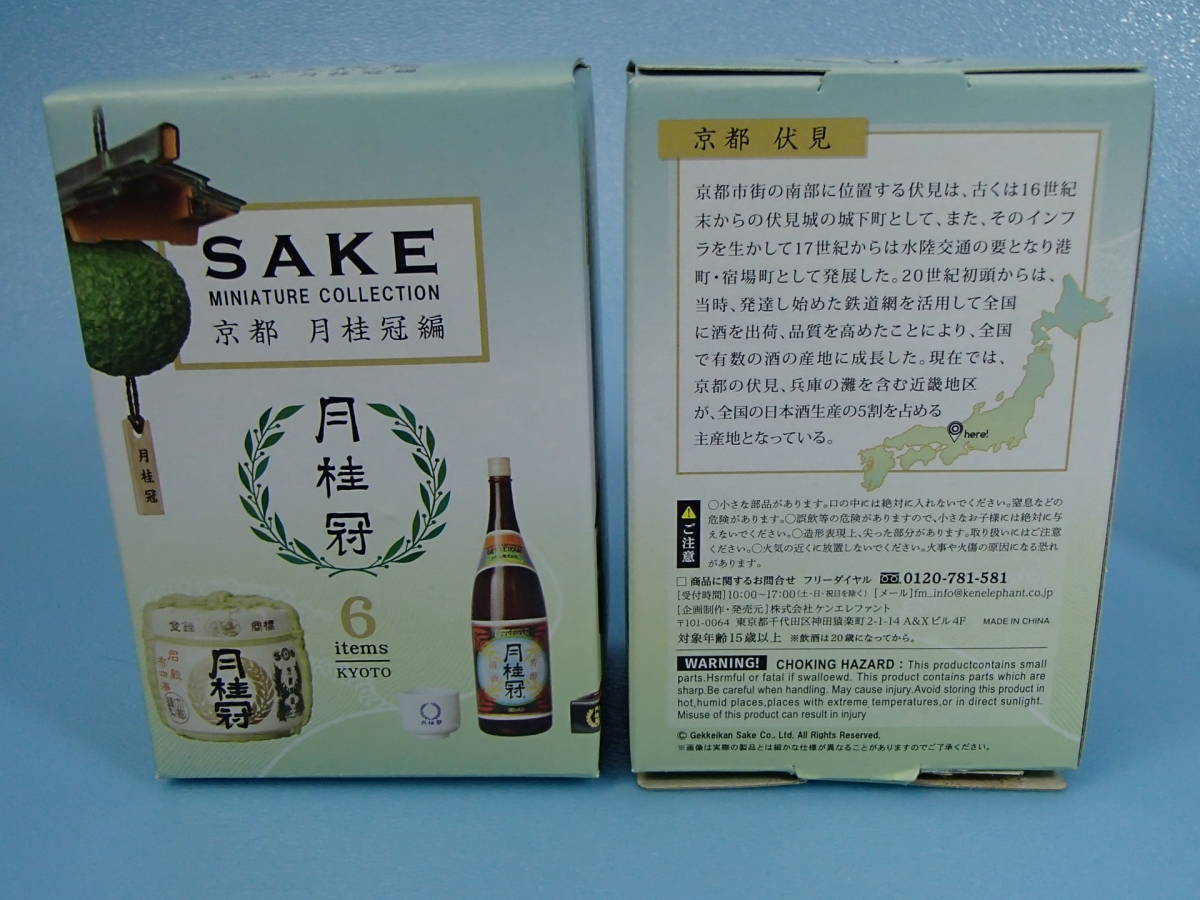 SAKE
MINIATURE COLLECTION
京都 月桂冠編
月桂冠
月桂冠
6
items
KYOTO
登録 商標
月桂冠
月桂冠
月桂冠
京都 伏見
京都市街の南部に位置する伏見は、古くは16世紀
末からの伏見城の城下町として、また、そのインフ
ラを生かして17世紀からは水陸交通の要となり港
町・宿場町として発展した。20世紀初頭からは、
当時、発達し始めた鉄道網を活用して全国
に酒を出荷、品質を高めたことにより、全国
で有数の酒の産地に成長した。現在では、
京都の伏見、兵庫の灘を含む近畿地区
が、全国の日本酒生産の5割を占める
主産地となっている。
here!
ご注意
○小さな部品があります。口の中には絶対に入れないでください。窒息などの
危険があります。○誤飲等の危険がありますので、小さなお子様には絶対に与
えないでください。○造形表現上、尖った部分があります。取り扱いにはご注意
ください。○火気の近くに放置しないでください。火事や火傷の原因になる恐れ
があります。
□商品に関するお問合せ フリーダイヤル 0120-781-581
[受付時間]10:00〜17:00(土・日・祝日を除く) [メール]fm_info@kenelephant.co.jp
[企画制作・発売元]株式会社ケンエレファント
〒101-0064 東京都千代田区神田猿楽町2-1-14 A&Xビル4F MADE IN CHINA
対象年齢15歳以上 ※飲酒は20歳になってから。
WARNING! CHOKING HAZARD : This productcontains small
parts.Hsrmful or fatal if swalloewd. This product contains parts which are
sharp.Be careful when handling. May cause injury.Avoid storing this product in
hot,humid places,places with extreme temperatures,or in direct sunlight.
Misuse of this product can result in injury
© Gekkeikan Sake Co., Ltd. All Rights Reserved.
※画像は実際の製品とは細かな仕様が異なることがありますのでご了承ください。